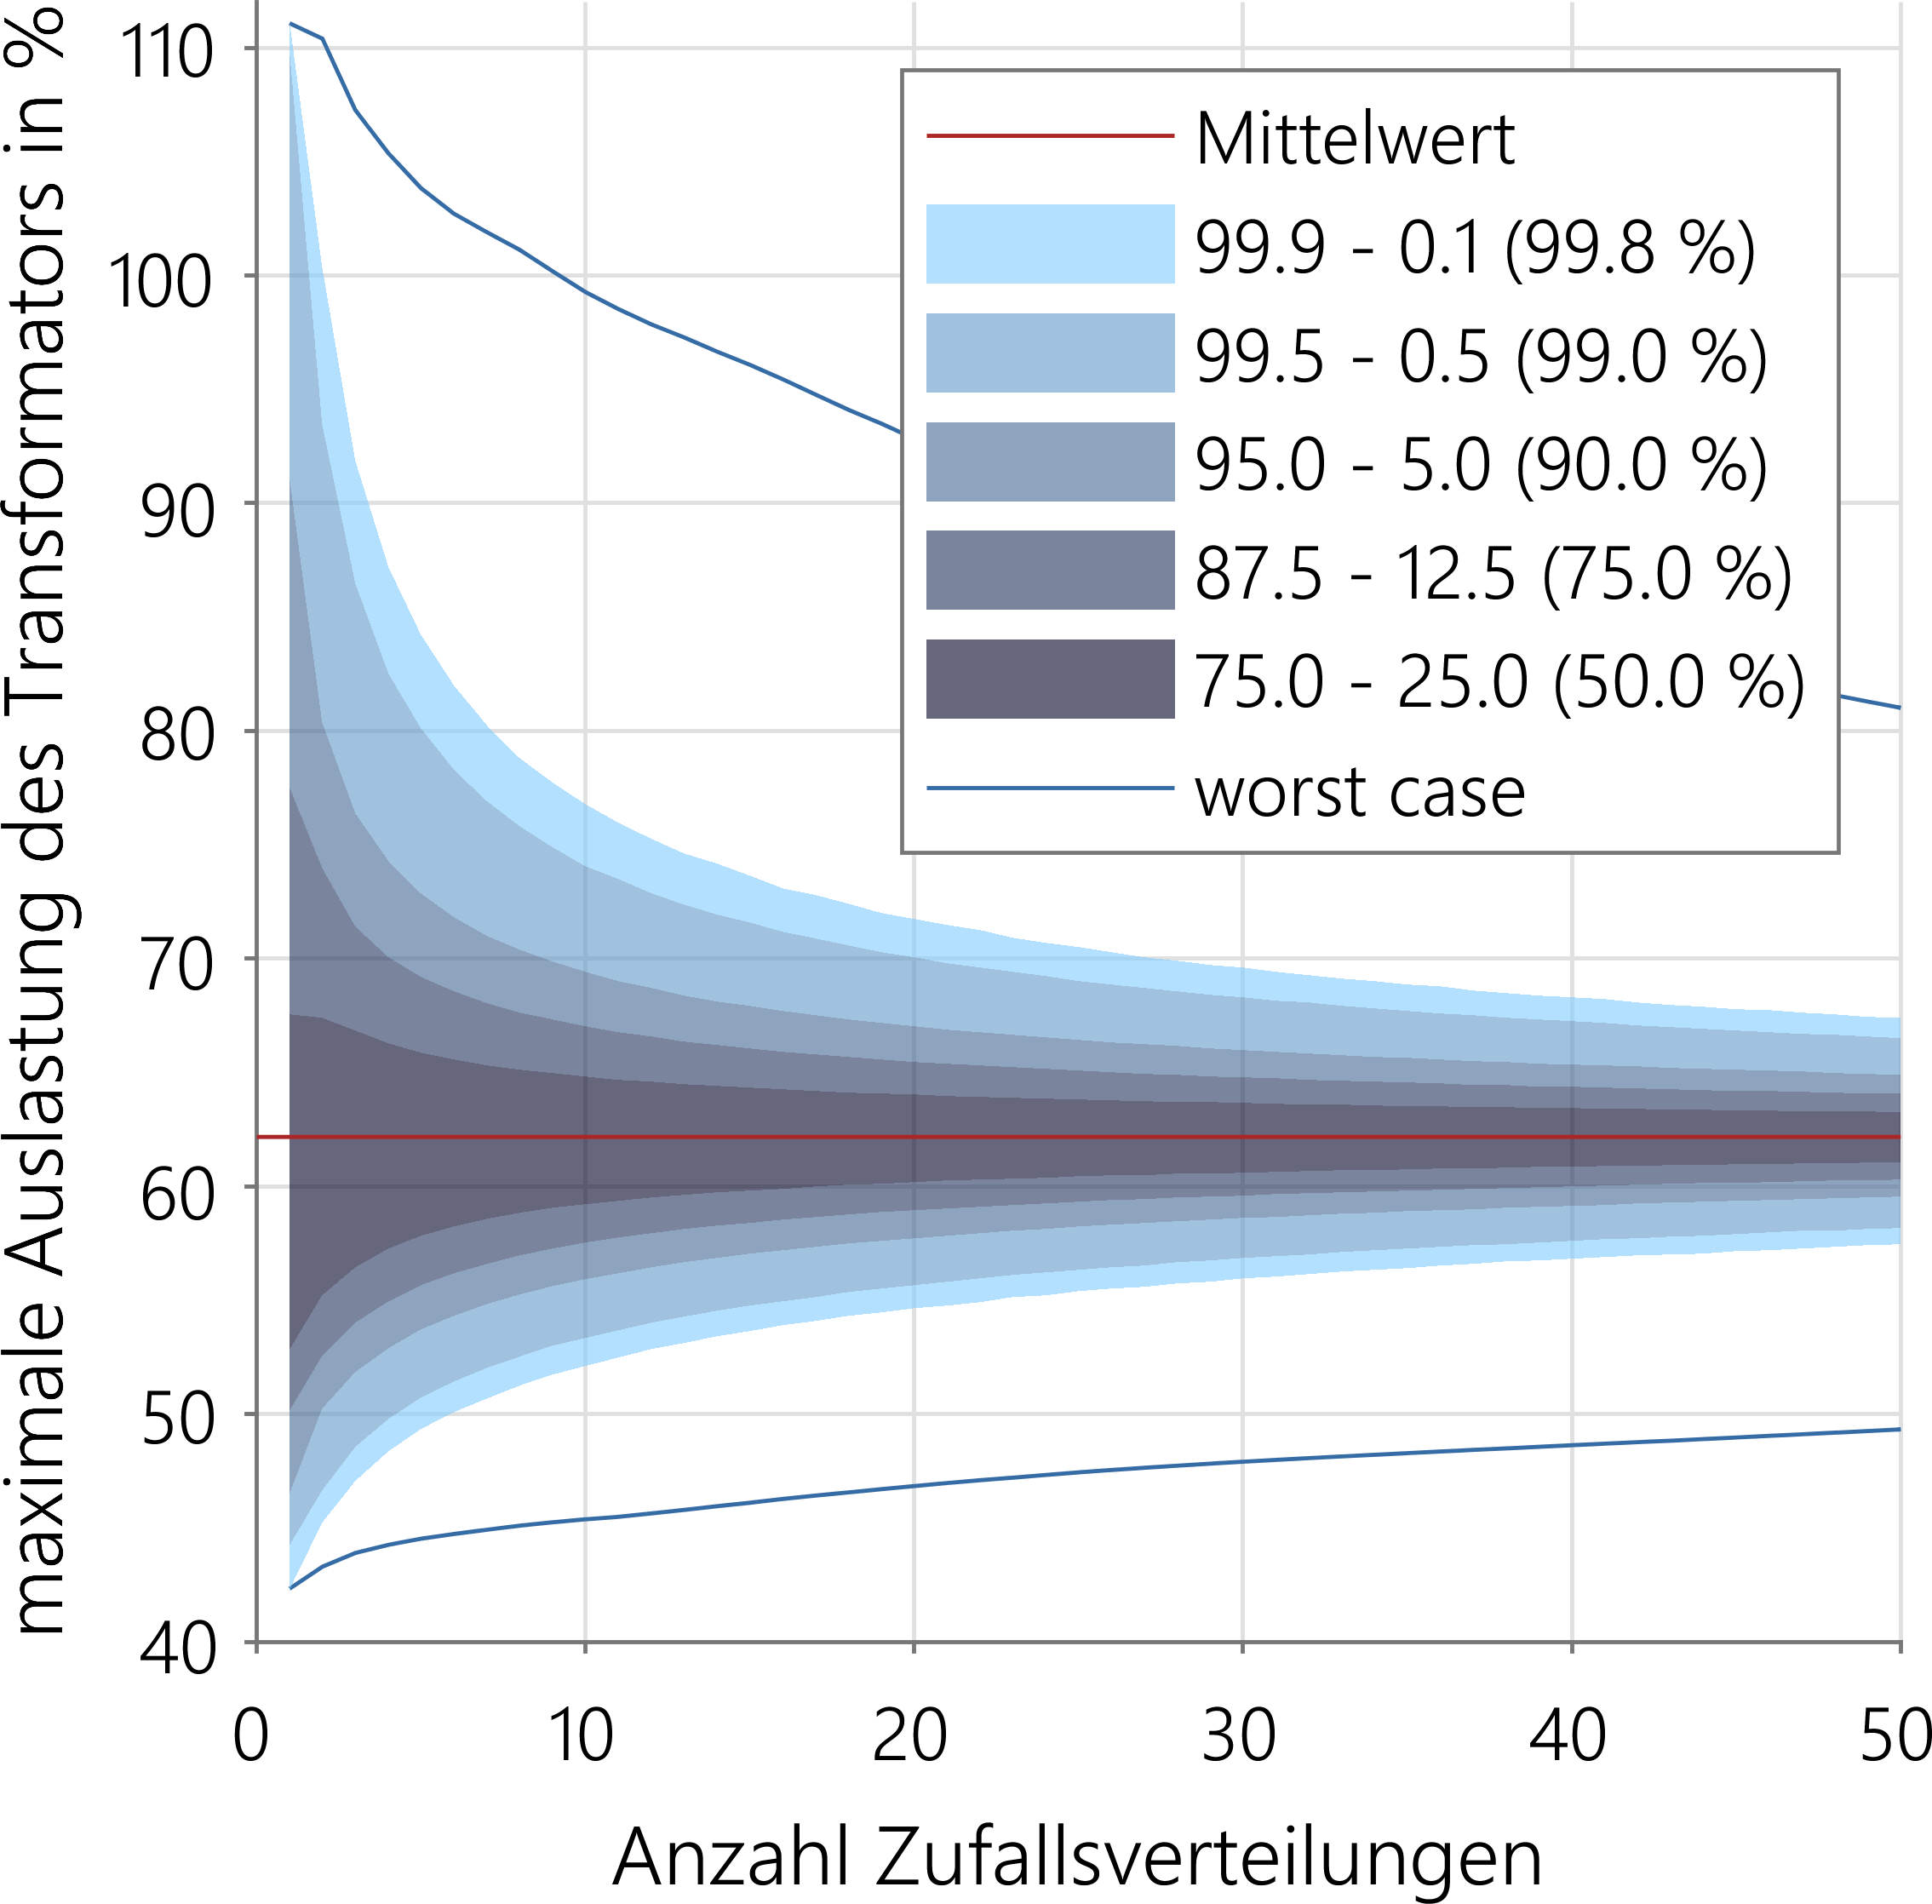 maximale Auslastung des Transformators in %
110
100
90
80
70
60
50
40
Mittelwert
99.9 - 0.1 (99.8 %)
99.5 - 0.5 (99.0 %)
95.0 - 5.0 (90.0 %)
87.5 - 12.5 (75.0 %)
75.0 - 25.0 (50.0 %)
worst case
0 10 20 30 40 50
Anzahl Zufallsverteilungen